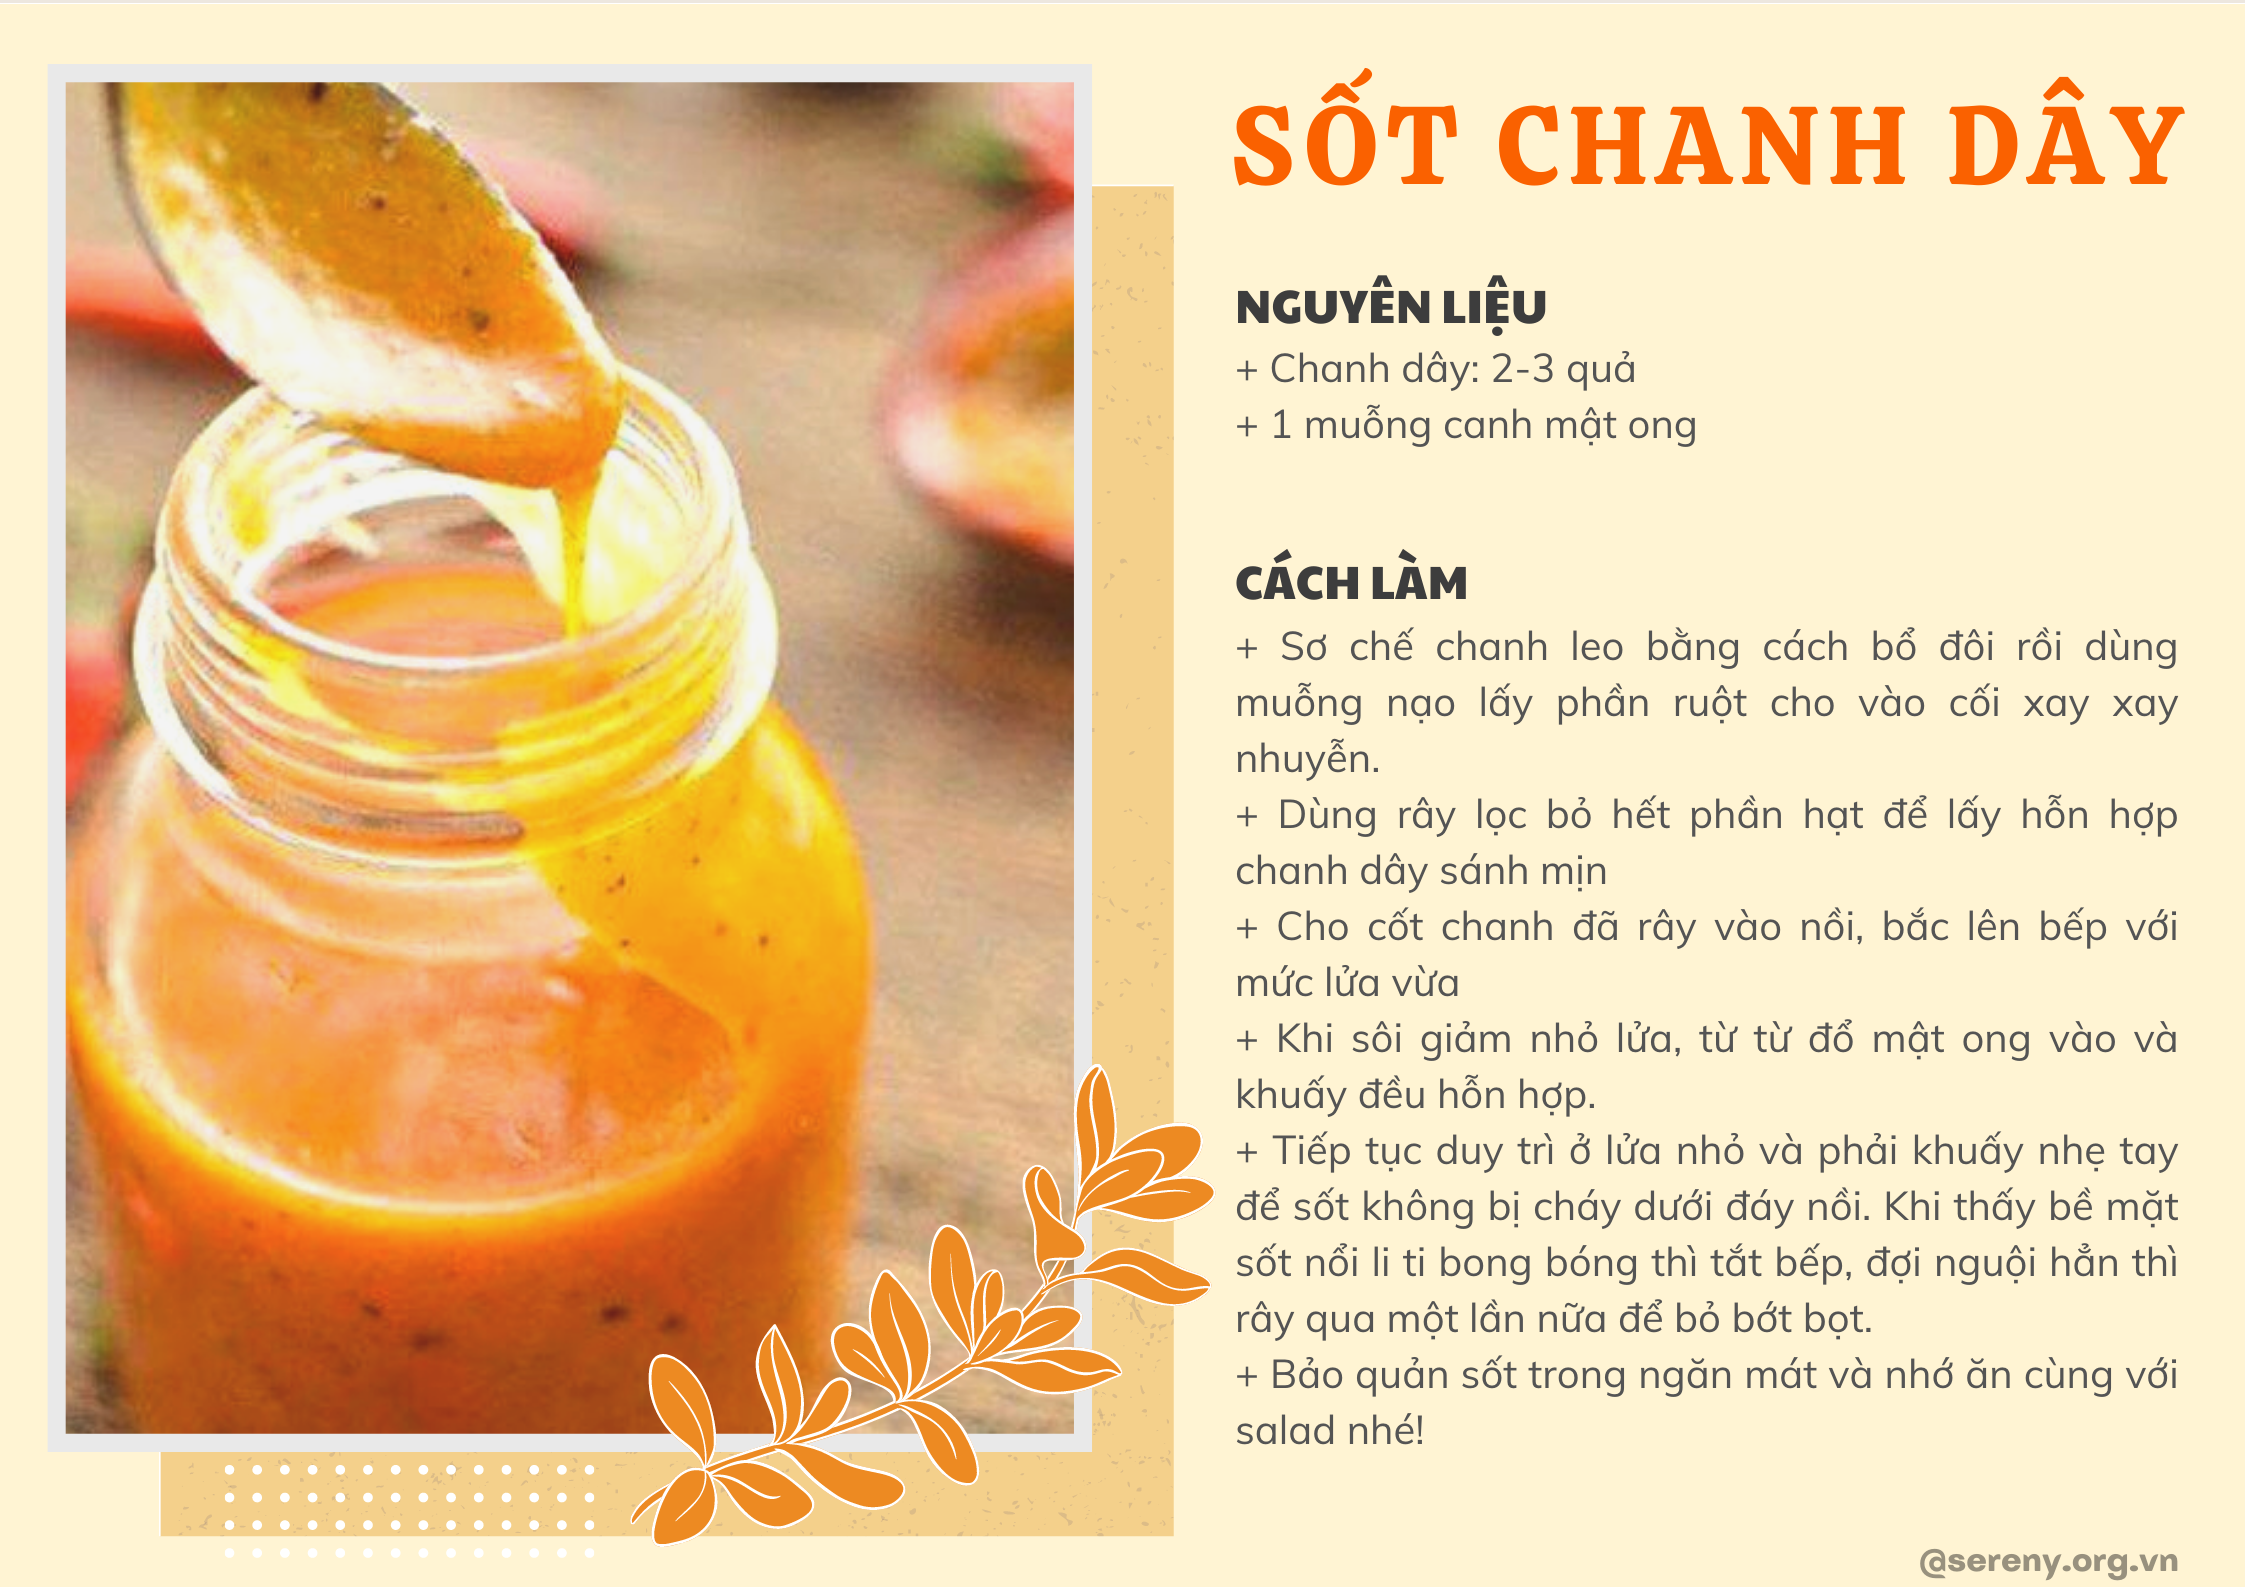 SỐT CHANH DÂY
NGUYÊN LIỆU
+ Chanh dây: 2-3 quả
+ 1 muỗng canh mật ong
CÁCH LÀM
+ Sơ chế chanh leo bằng cách bổ đôi rồi dùng
muỗng nạo lấy phần ruột cho vào cối xay xay
nhuyễn.
+ Dùng rây lọc bỏ hết phần hạt để lấy hỗn hợp
chanh dây sánh mịn
+ Cho cốt chanh đã rây vào nồi, bắc lên bếp với
mức lửa vừa
+ Khi sôi giảm nhỏ lửa, từ từ đổ mật ong vào và
khuấy đều hỗn hợp.
+ Tiếp tục duy trì ở lửa nhỏ và phải khuấy nhẹ tay
để sốt không bị cháy dưới đáy nồi. Khi thấy bề mặt
sốt nổi li ti bong bóng thì tắt bếp, đợi nguội hẳn thì
rây qua một lần nữa để bỏ bớt bọt.
+ Bảo quản sốt trong ngăn mát và nhớ ăn cùng với
salad nhé!
@sereny.org.vn